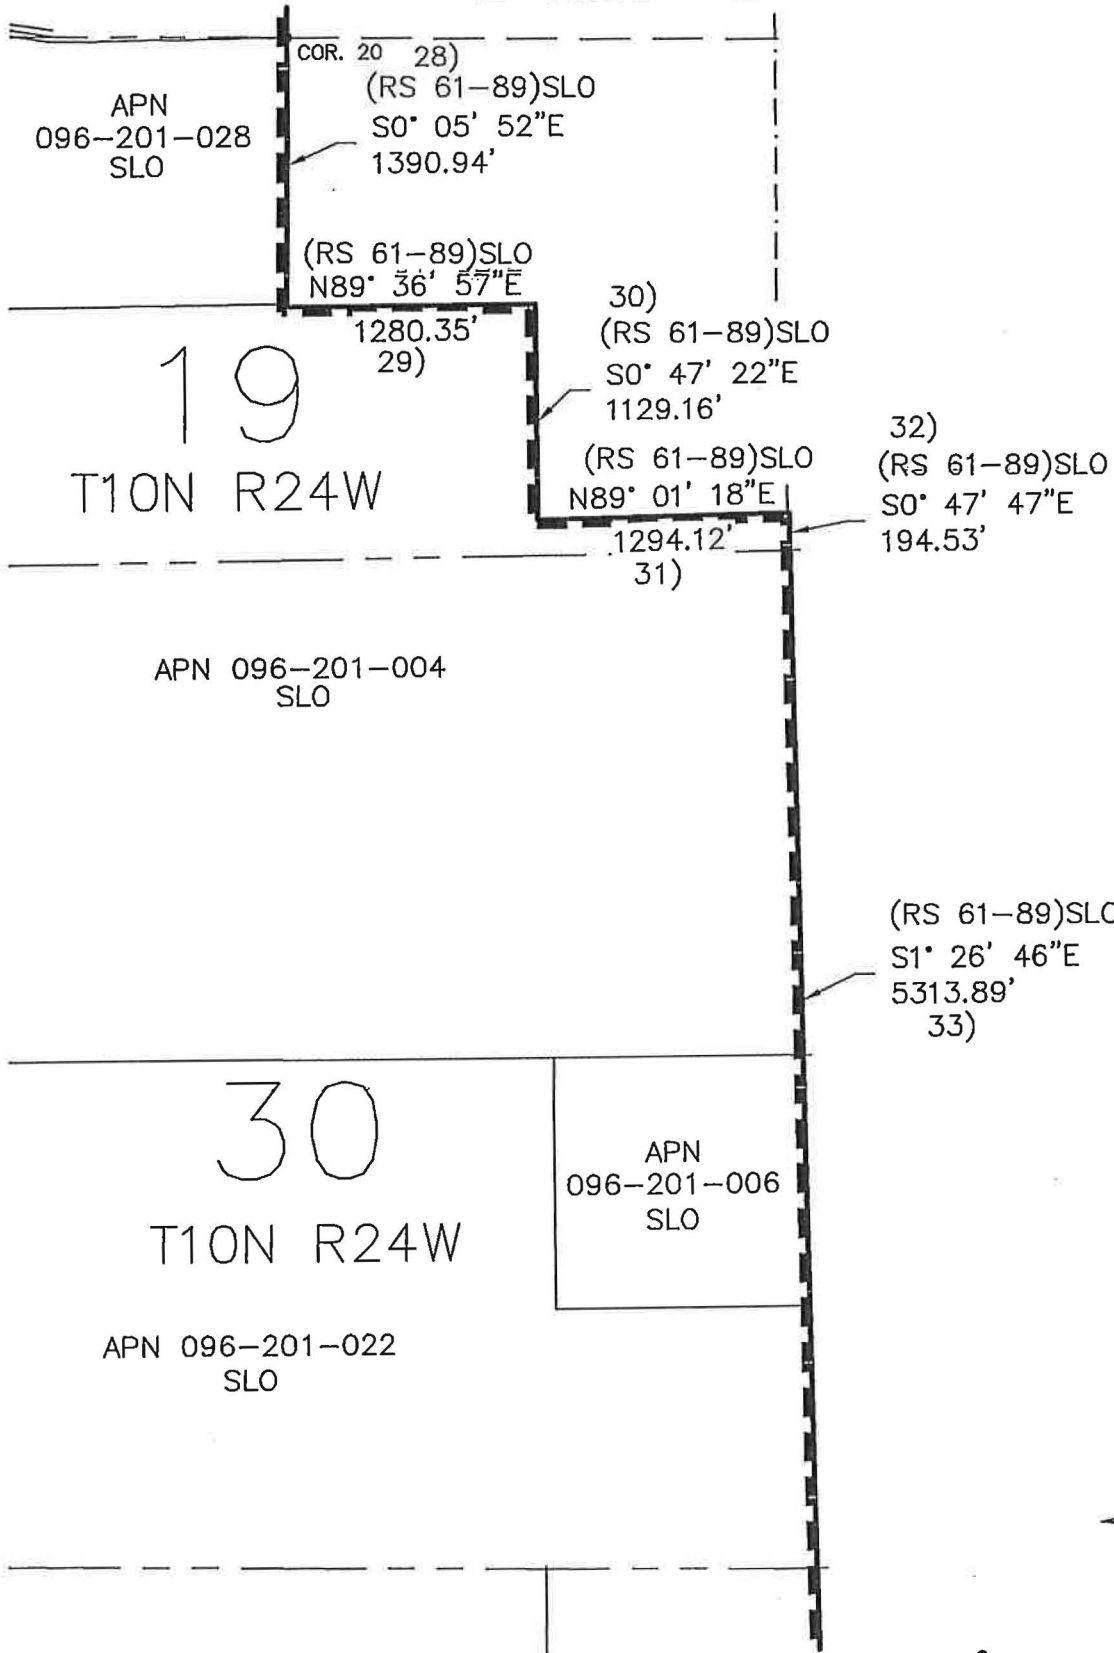 COR. 20 28)
(RS 61-89)SLO
S0° 05' 52"E
1390.94'
APN
096-201-028
SLO
(RS 61-89)SLO
N89° 36' 57"E
1280.35'
29)
30)
(RS 61-89)SLO
S0° 47' 22"E
1129.16'
19
T10N R24W
(RS 61-89)SLO
N89° 01' 18"E
1294.12'
31)
32)
(RS 61-89)SLO
S0° 47' 47"E
194.53'
APN 096-201-004
SLO
(RS 61-89)SLO
S1° 26' 46"E
5313.89'
33)
30
T10N R24W
APN
096-201-006
SLO
APN 096-201-022
SLO